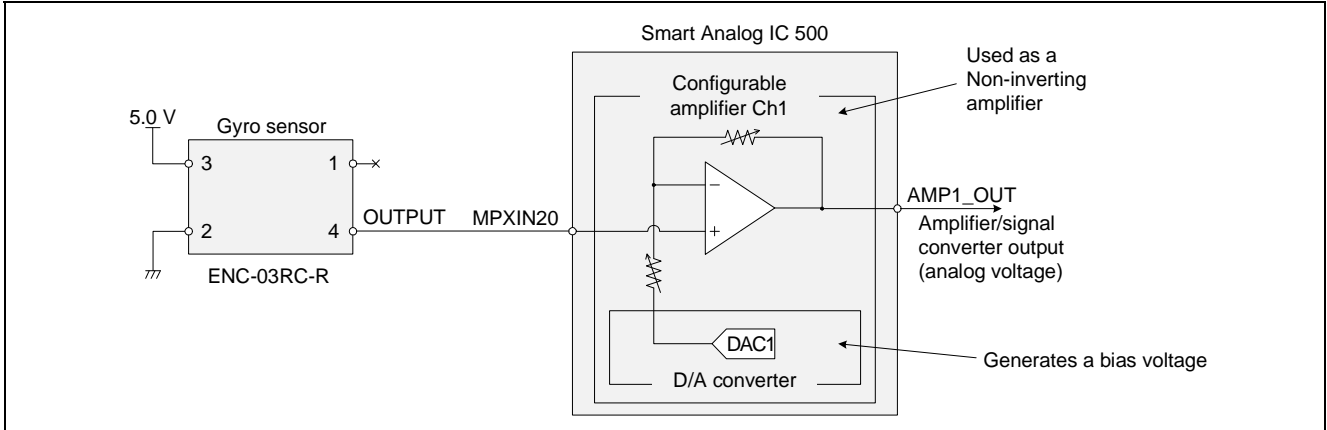 Smart Analog IC 500
Used as a
Non-inverting
amplifier
Configurable
amplifier Ch1
5.0 V
Gyro sensor
3
1
2
4
OUTPUT
MPXIN20
ENC-03RC-R
−
+
AMP1_OUT
Amplifier/signal
converter output
(analog voltage)
DAC1
D/A converter
Generates a bias voltage